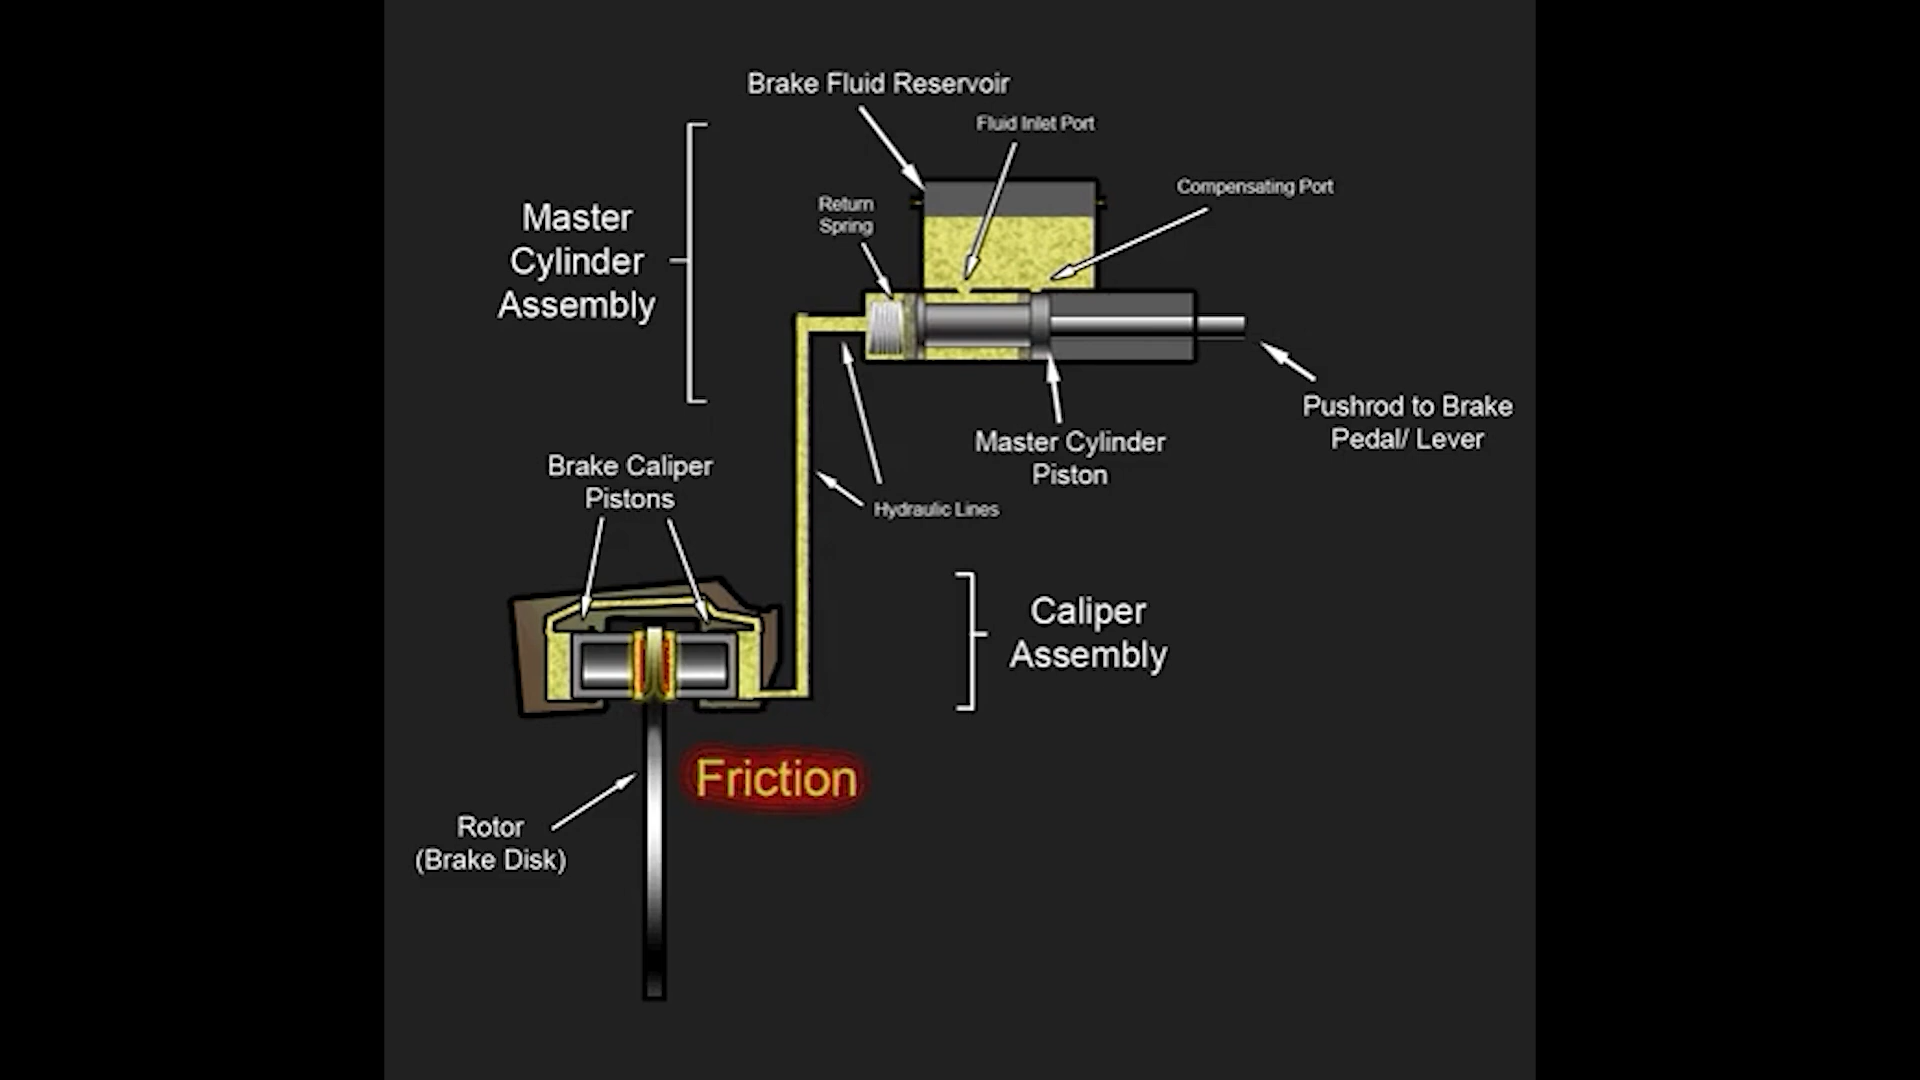 Brake Fluid Reservoir
Fluid Inlet Port
Compensating Port
Return
Spring
Master
Cylinder
Assembly
Pushrod to Brake
Pedal/ Lever
Master Cylinder
Piston
Brake Caliper
Pistons
Hydraulic Lines
Caliper
Assembly
Friction
Rotor
(Brake Disk)